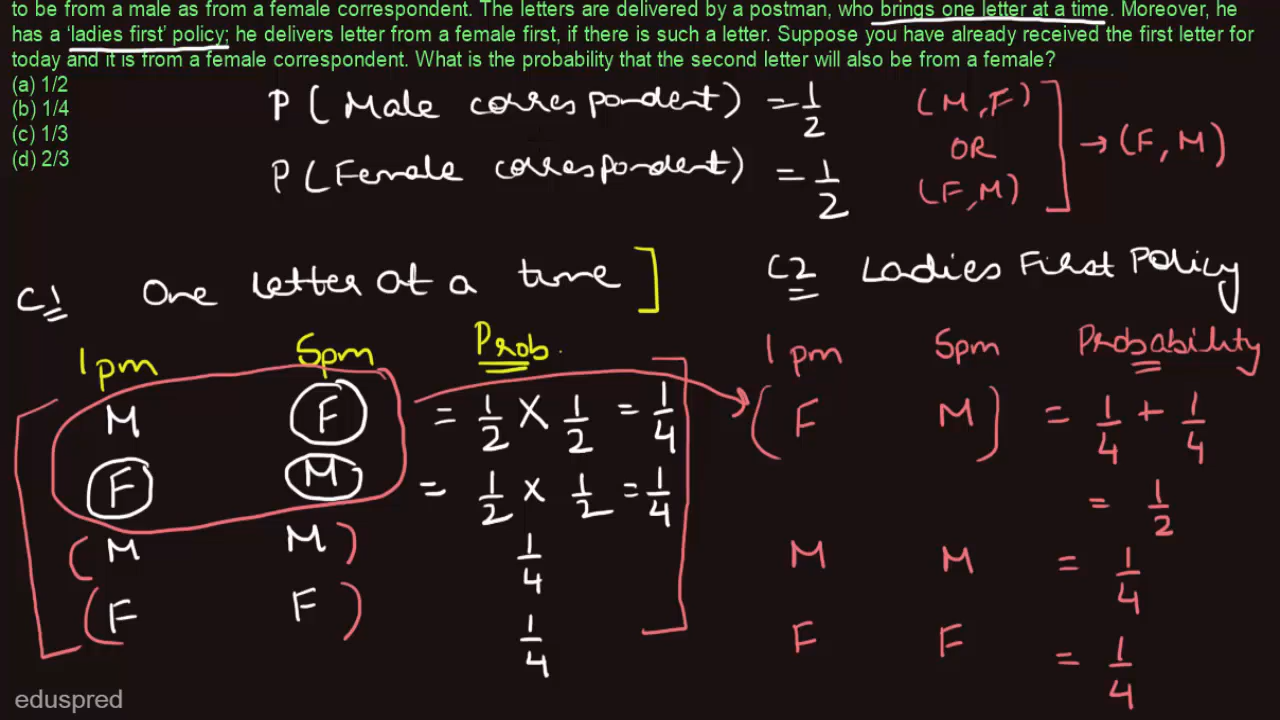 to be from a male as from a female correspondent. The letters are delivered by a postman, who brings one letter at a time. Moreover, he
has a 'ladies first' policy; he delivers letter from a female first, if there is such a letter. Suppose you have already received the first letter for
today and it is from a female correspondent. What is the probability that the second letter will also be from a female?
(a) 1/2
(b) 1/4
(c) 1/3
(d) 2/3
P (Male correspondent) = 1/2
P (Female correspondent) = 1/2
(M, F)
OR
(F, M)
→ (F, M)
C1 One letter at a time ]
1pm 5pm Prob.
M F = 1/2 X 1/2 = 1/4
F M = 1/2 x 1/2 = 1/4
(M M) 1/4
(F F) 1/4
C2 Ladies First Policy
1pm 5pm Probability
(F M) = 1/4 + 1/4
= 1/2
M M = 1/4
F F = 1/4
eduspred